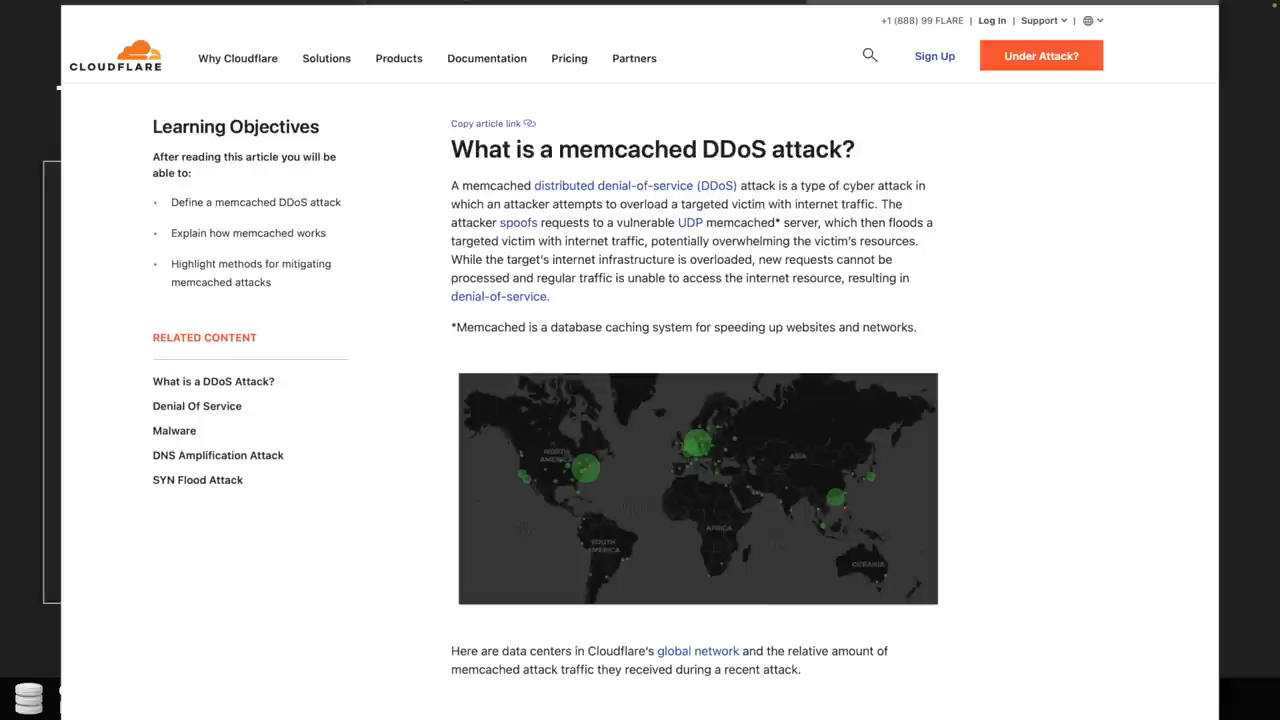 +1 (888) 99 FLARE | Log In | Support |
CLOUDFLARE
Why Cloudflare Solutions Products Documentation Pricing Partners
Sign Up
Under Attack?
Learning Objectives
After reading this article you will be
able to:
Define a memcached DDoS attack
Explain how memcached works
Highlight methods for mitigating
memcached attacks
RELATED CONTENT
What is a DDoS Attack?
Denial Of Service
Malware
DNS Amplification Attack
SYN Flood Attack
Copy article link
What is a memcached DDoS attack?
A memcached distributed denial-of-service (DDoS) attack is a type of cyber attack in
which an attacker attempts to overload a targeted victim with internet traffic. The
attacker spoofs requests to a vulnerable UDP memcached* server, which then floods a
targeted victim with internet traffic, potentially overwhelming the victim's resources.
While the target's internet infrastructure is overloaded, new requests cannot be
processed and regular traffic is unable to access the internet resource, resulting in
denial-of-service.
*Memcached is a database caching system for speeding up websites and networks.
NORTH
AMERICA
ASIA
AFRICA
SOUTH
AMERICA
OCEANIA
Here are data centers in Cloudflare's global network and the relative amount of
memcached attack traffic they received during a recent attack.